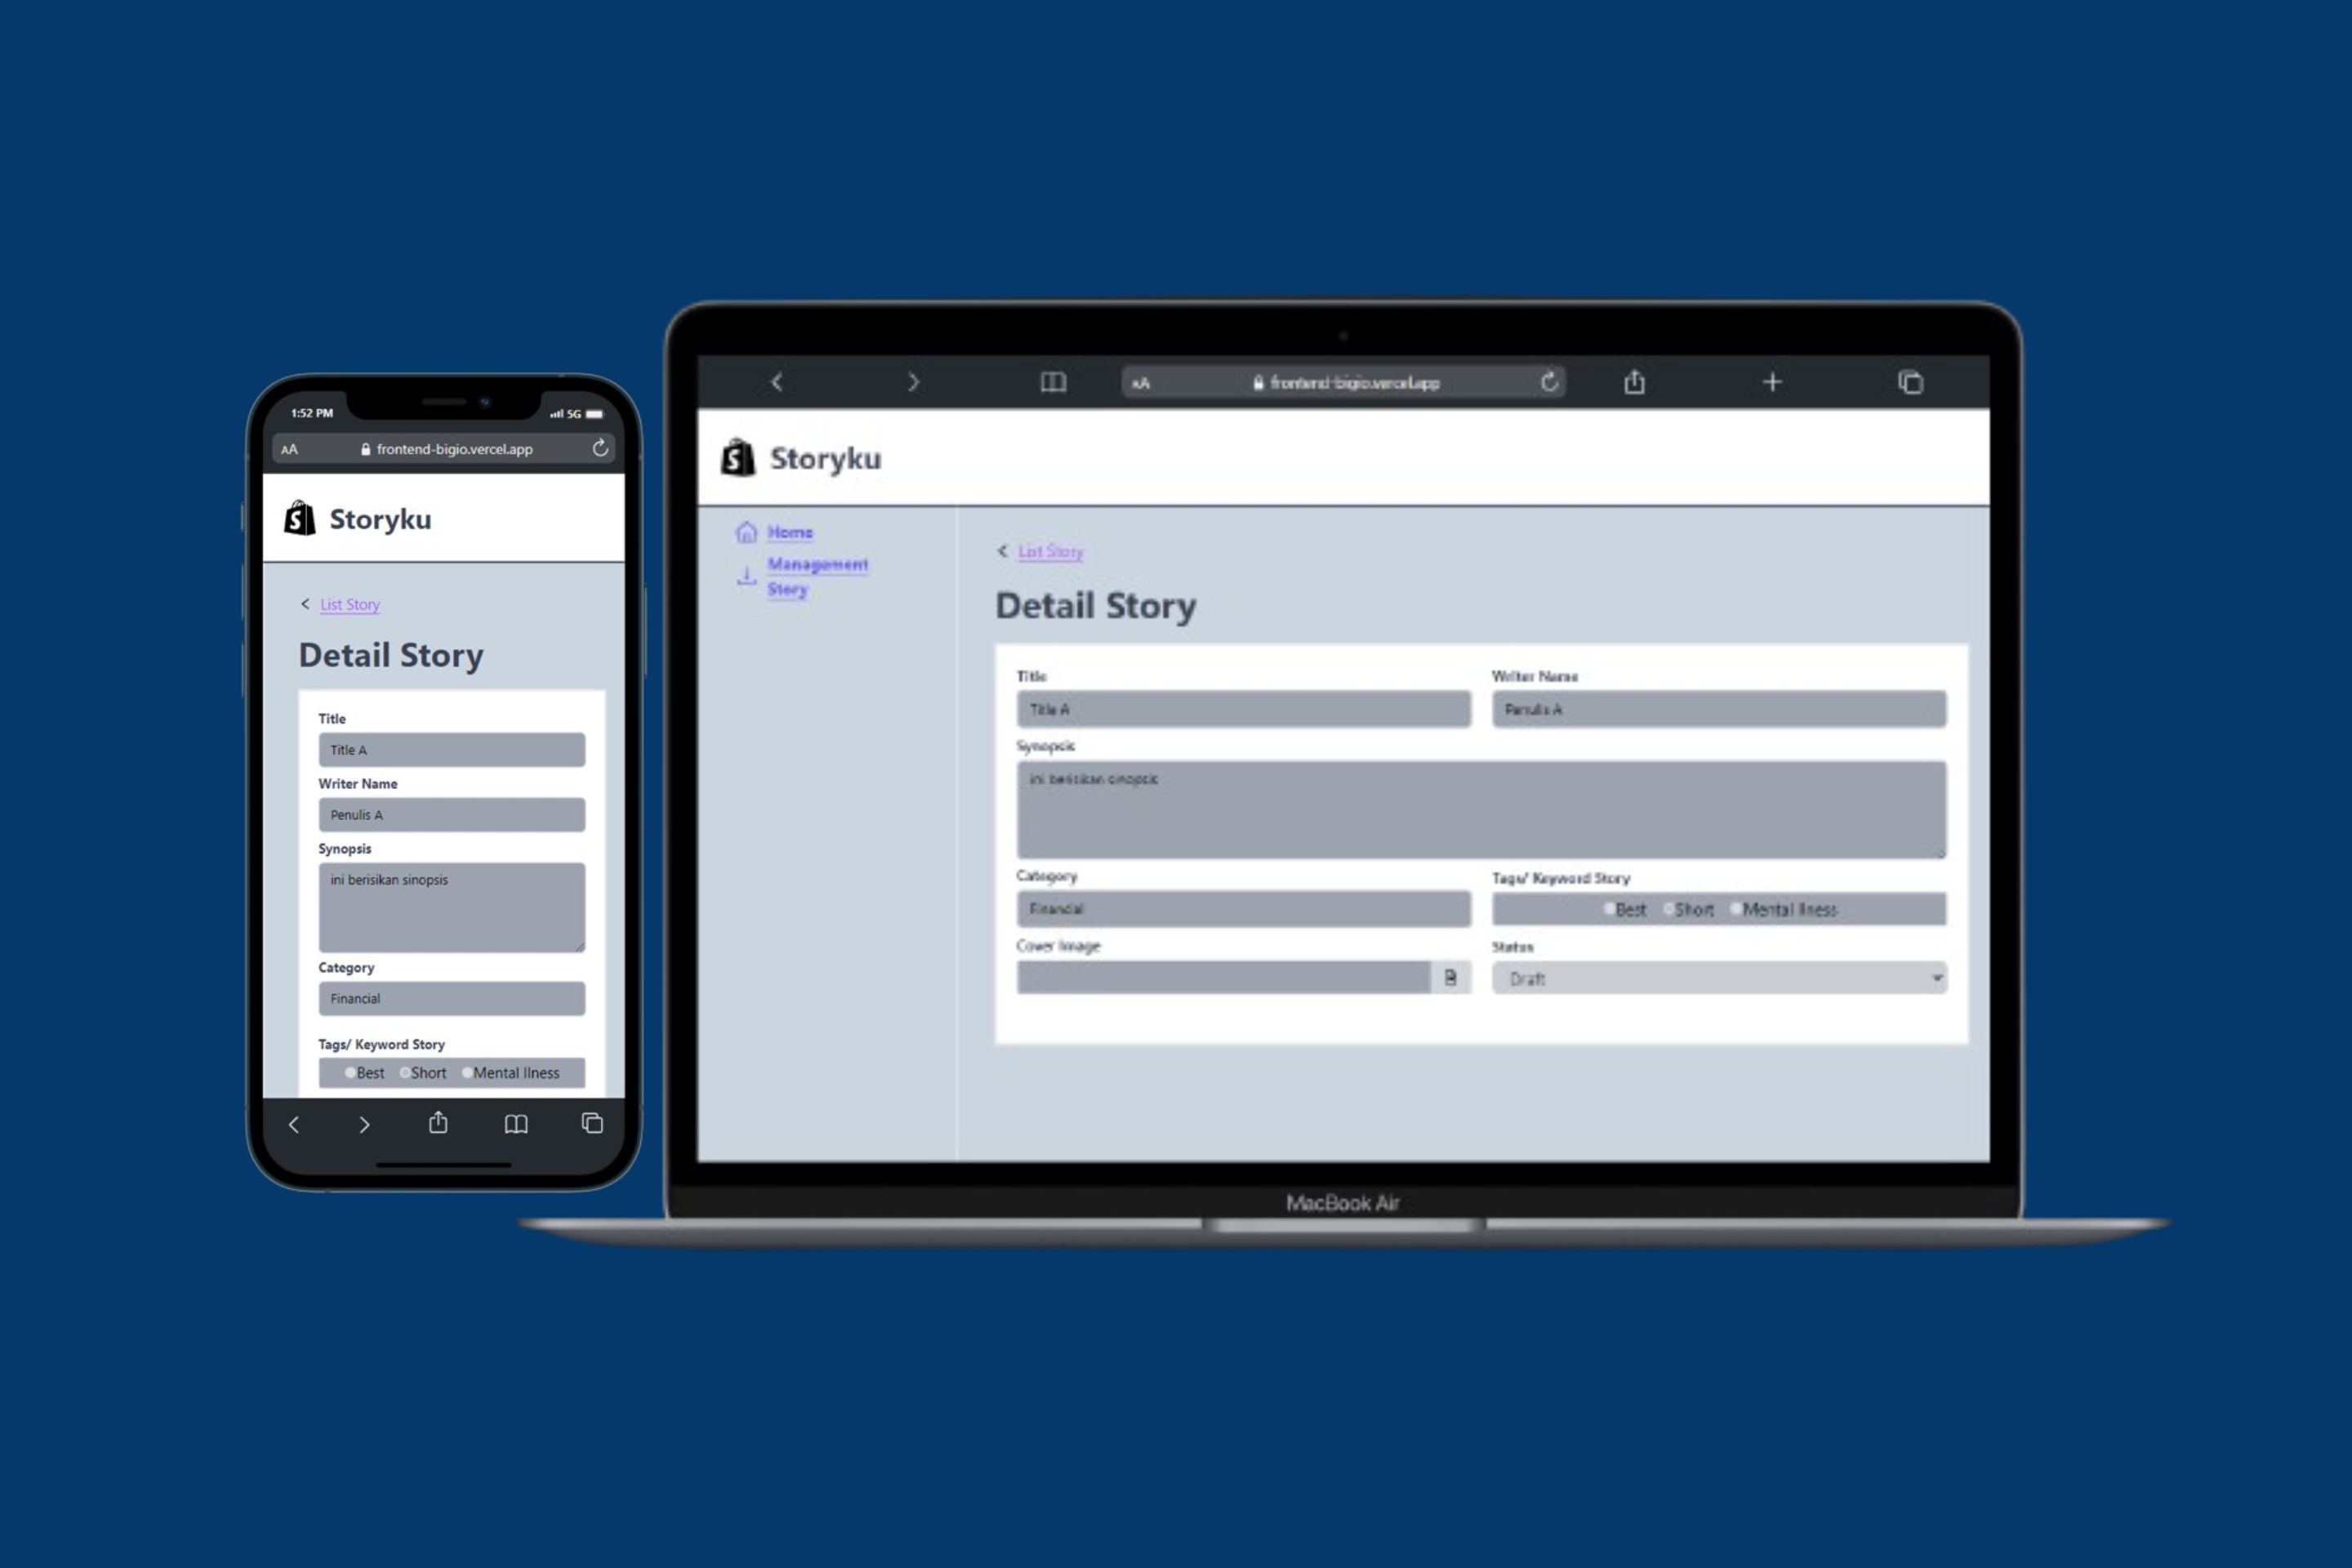 1:52 PM
5G
AA
frontend-bigio.vercel.app
Storyku
List Story
Detail Story
Title
Title A
Writer Name
Penulis A
Synopsis
ini berisikan sinopsis
Category
Financial
Tags/ Keyword Story
Best Short Mental Ilness
AA
frontend-bigio.vercel.app
Storyku
Home
Management
Story
List Story
Detail Story
Title
Writer Name
Title A
Penulis A
Synopsis
ini berisikan sinopsis
Category
Tags/ Keyword Story
Financial
Best Short Mental Ilness
Cover Image
Status
Draft
MacBook Air